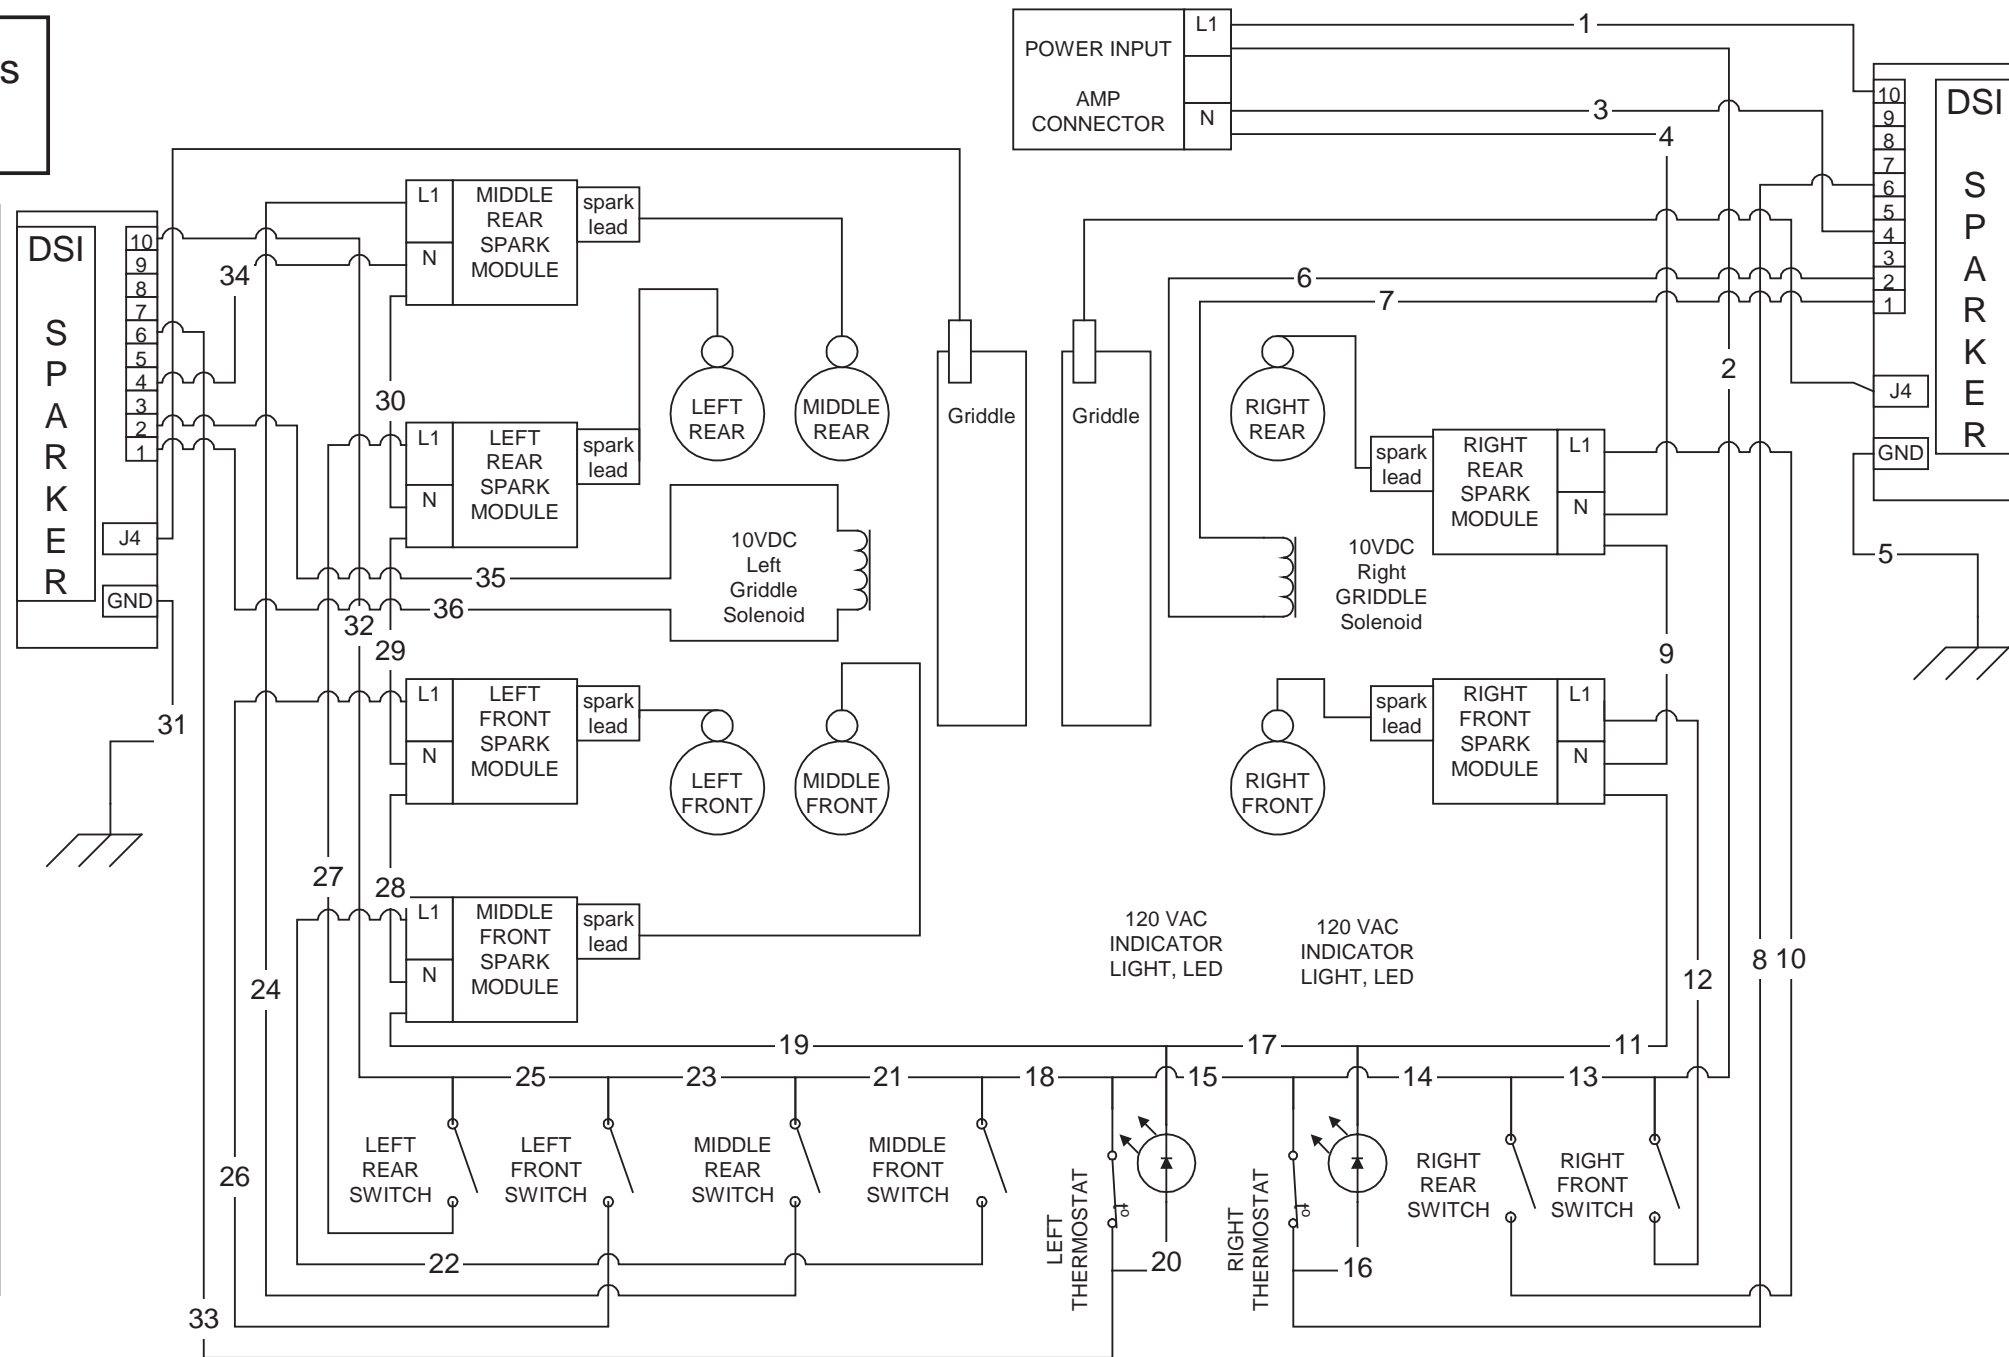 s
POWER INPUT
AMP
CONNECTOR
L1
N
1
3
4
2
DSI
S
P
A
R
K
E
R
10
9
8
7
6
5
4
3
2
1
J4
GND
5
DSI
S
P
A
R
K
E
R
10
9
8
7
6
5
4
3
2
1
J4
GND
31
34
L1
N
MIDDLE
REAR
SPARK
MODULE
spark
lead
30
L1
N
LEFT
REAR
SPARK
MODULE
spark
lead
LEFT
REAR
MIDDLE
REAR
Griddle
Griddle
6
7
RIGHT
REAR
spark
lead
RIGHT
REAR
SPARK
MODULE
L1
N
35
36
32
29
10VDC
Left
Griddle
Solenoid
10VDC
Right
GRIDDLE
Solenoid
9
L1
N
LEFT
FRONT
SPARK
MODULE
spark
lead
LEFT
FRONT
MIDDLE
FRONT
RIGHT
FRONT
spark
lead
RIGHT
FRONT
SPARK
MODULE
L1
N
27
28
L1
N
MIDDLE
FRONT
SPARK
MODULE
spark
lead
24
120 VAC
INDICATOR
LIGHT, LED
120 VAC
INDICATOR
LIGHT, LED
12
8
10
19
17
11
25
23
21
18
15
14
13
26
LEFT
REAR
SWITCH
LEFT
FRONT
SWITCH
MIDDLE
REAR
SWITCH
MIDDLE
FRONT
SWITCH
LEFT
THERMOSTAT
to
20
RIGHT
THERMOSTAT
to
16
RIGHT
REAR
SWITCH
RIGHT
FRONT
SWITCH
22
33